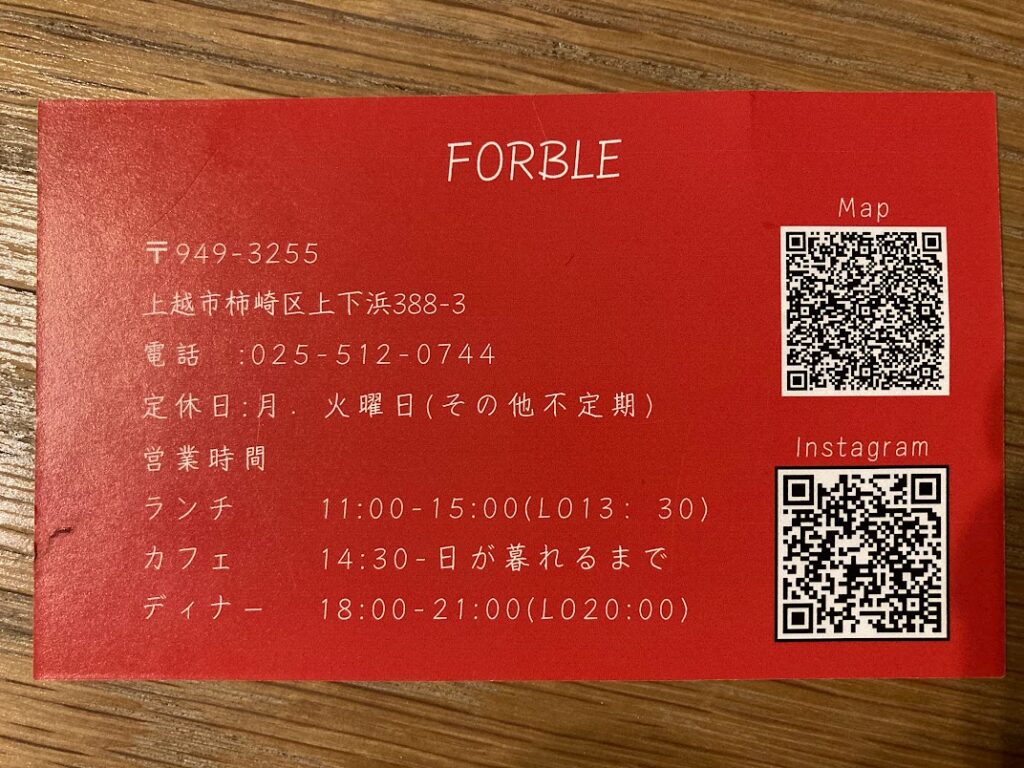 FORBLE
〒949-3255
上越市柿崎区上下浜388-3
電話 :025-512-0744
定休日:月．火曜日(その他不定期)
営業時間
ランチ 11:00-15:00(LO13：30)
カフェ 14:30-日が暮れるまで
ディナー 18:00-21:00(LO20:00)
Map
Instagram